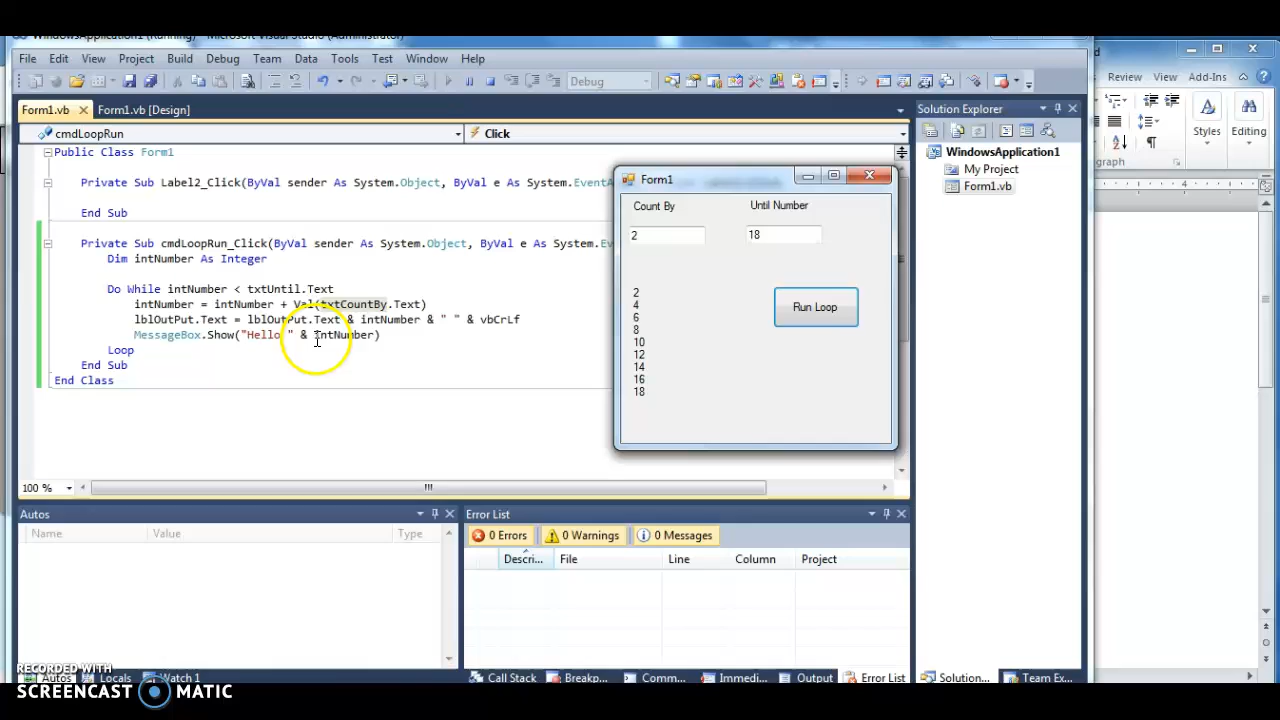 WindowsApplication1 (Running) - Microsoft Visual Studio (Administrator)
File Edit View Project Build Debug Team Data Tools Test Window Help
Debug
Form1.vb Form1.vb [Design]
cmdLoopRun Click
Public Class Form1
Private Sub Label2_Click(ByVal sender As System.Object, ByVal e As System.EventA
End Sub
Private Sub cmdLoopRun_Click(ByVal sender As System.Object, ByVal e As System.Ev
Dim intNumber As Integer
Do While intNumber < txtUntil.Text
intNumber = intNumber + Val(txtCountBy.Text)
lblOutPut.Text = lblOutPut.Text & intNumber & " " & vbCrLf
MessageBox.Show("Hello " & intNumber)
Loop
End Sub
End Class
100 %
Form1
Count By Until Number
2 18
Run Loop
2
4
6
8
10
12
14
16
18
Solution Explorer
WindowsApplication1
My Project
Form1.vb
Review View Add-Ins
Styles Editing
4
Autos
Name Value Type
Error List
0 Errors 0 Warnings 0 Messages
Descri... File Line Column Project
Autos Locals Watch 1
Call Stack Breakp... Comm... Immedi... Output Error List
Solution... Team Ex...
RECORDED WITH
SCREENCAST MATIC